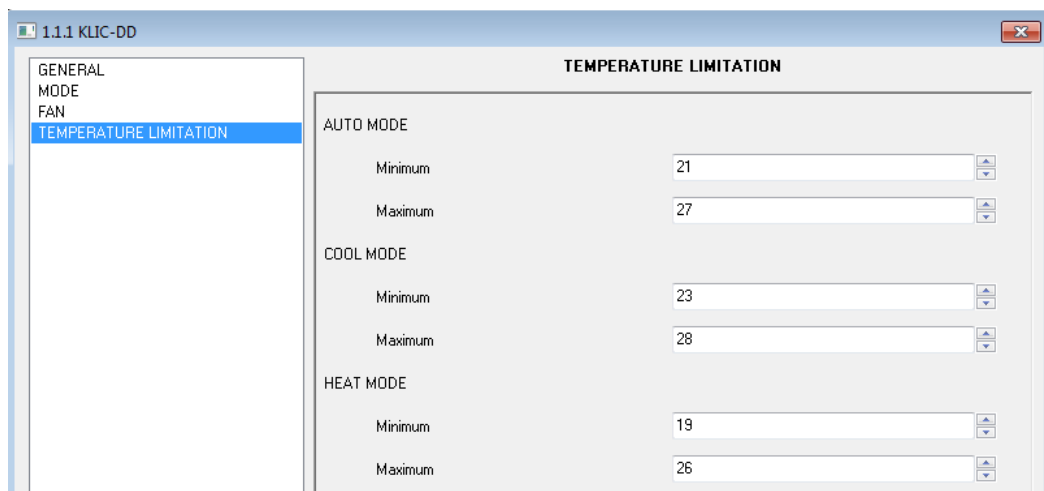 1.1.1 KLIC-DD
GENERAL
MODE
FAN
TEMPERATURE LIMITATION
TEMPERATURE LIMITATION
AUTO MODE
Minimum 21
Maximum 27
COOL MODE
Minimum 23
Maximum 28
HEAT MODE
Minimum 19
Maximum 26